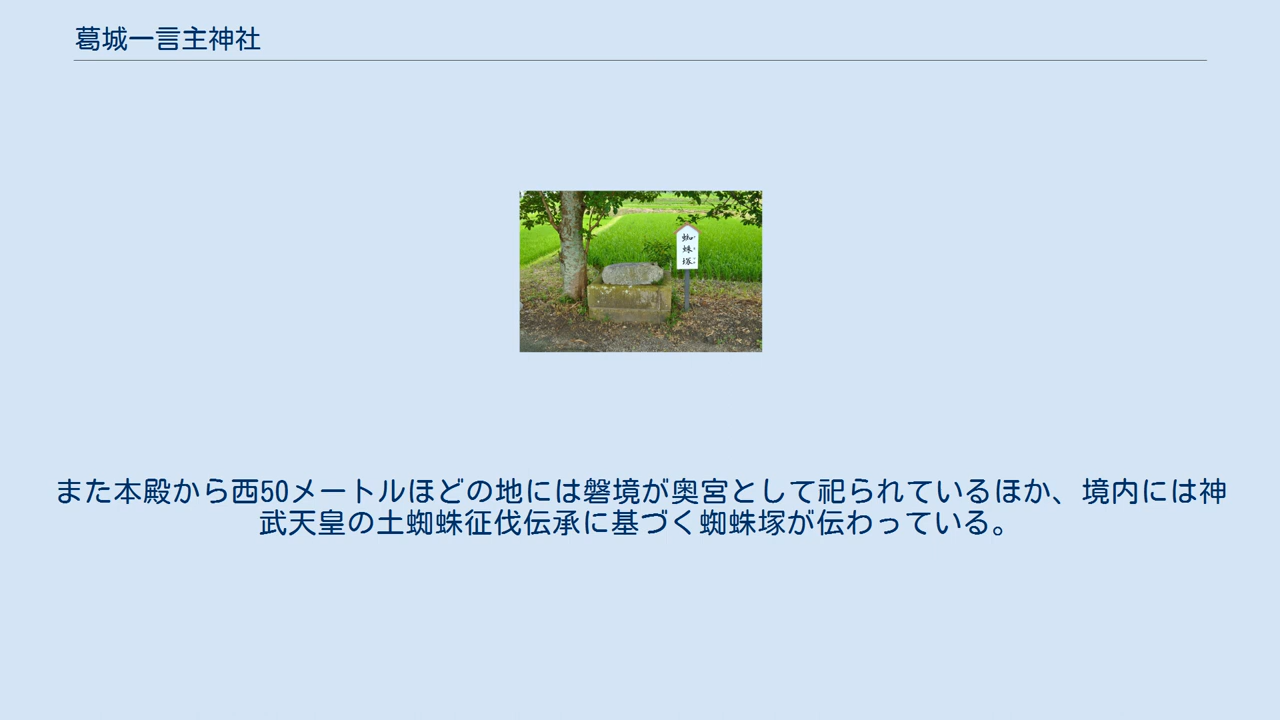 葛城一言主神社
蜘蛛塚
また本殿から西50メートルほどの地には磐境が奥宮として祀られているほか、境内には神
武天皇の土蜘蛛征伐伝承に基づく蜘蛛塚が伝わっている。